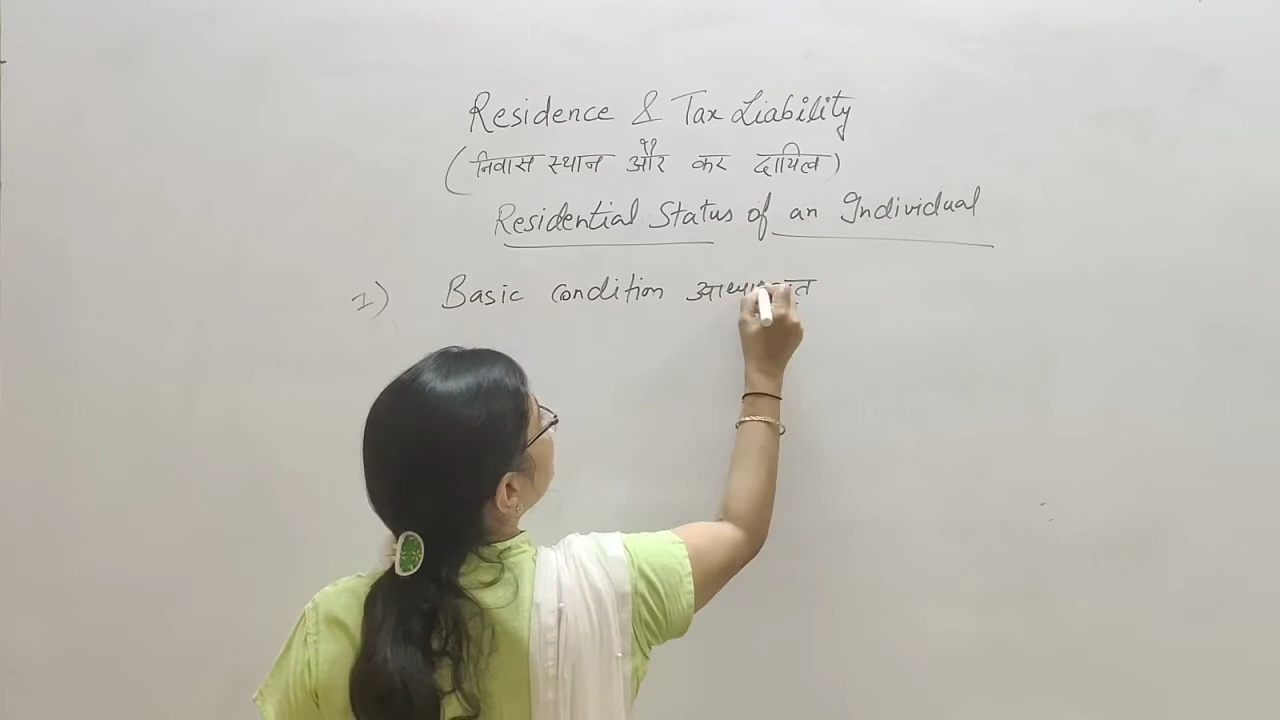 Residence & Tax Liability
(निवास स्थान और कर दायित्व)
Residential Status of an Individual
1) Basic condition